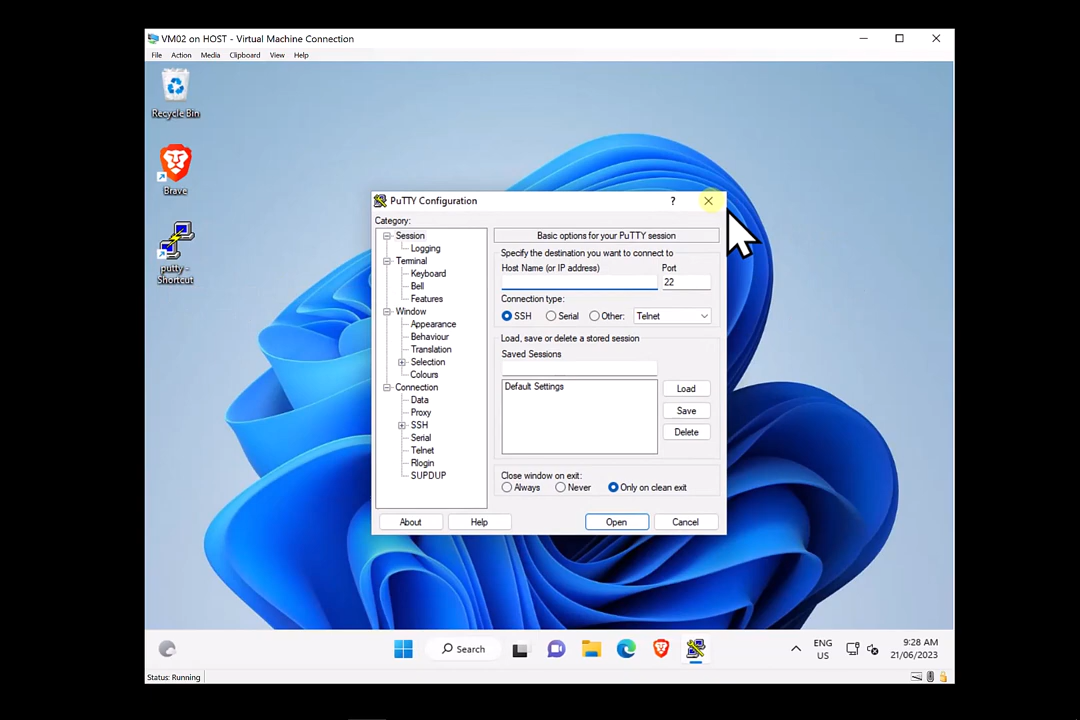 VM02 on HOST - Virtual Machine Connection
File Action Media Clipboard View Help
Recycle Bin
Brave
putty -
Shortcut
PuTTY Configuration
?
Category:
Session
Logging
Terminal
Keyboard
Bell
Features
Window
Appearance
Behaviour
Translation
Selection
Colours
Connection
Data
Proxy
SSH
Serial
Telnet
Rlogin
SUPDUP
Basic options for your PuTTY session
Specify the destination you want to connect to
Host Name (or IP address) Port
22
Connection type:
SSH Serial Other: Telnet
Load, save or delete a stored session
Saved Sessions
Default Settings
Load
Save
Delete
Close window on exit:
Always Never Only on clean exit
About Help Open Cancel
Search
ENG
US
9:28 AM
21/06/2023
Status: Running